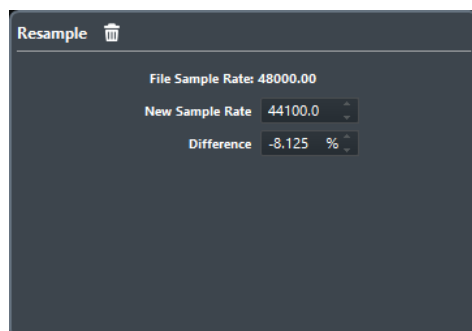 Resample
File Sample Rate: 48000.00
New Sample Rate 44100.0
Difference -8.125 %